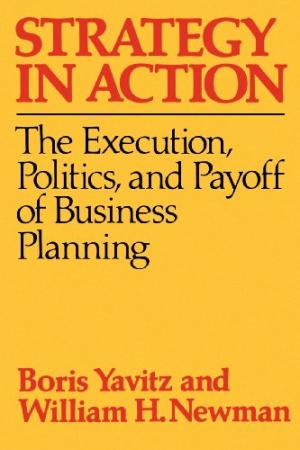 STRATEGY
IN ACTION
The Execution,
Politics, and Payoff
of Business
Planning
Boris Yavitz and
William H. Newman